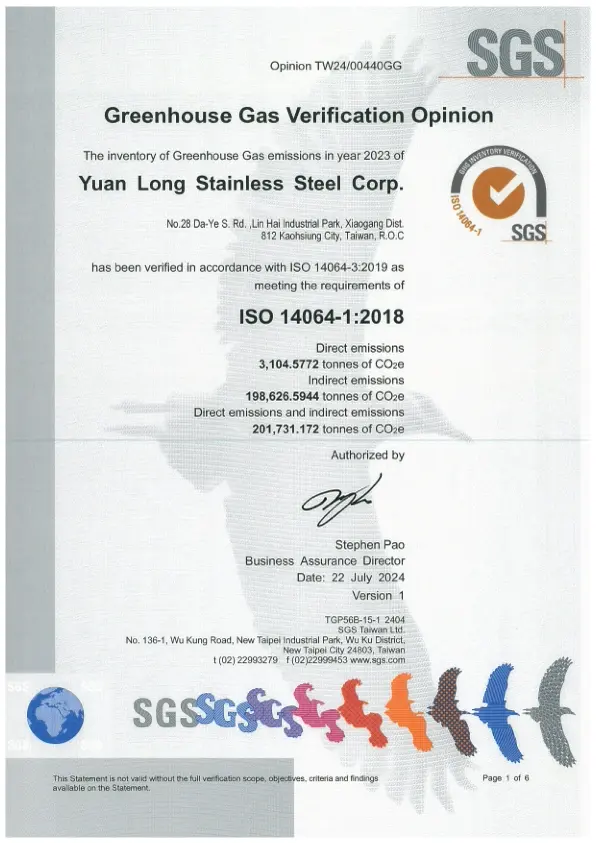 SGS
Opinion TW24/00440GG
Greenhouse Gas Verification Opinion
The inventory of Greenhouse Gas emissions in year 2023 of
Yuan Long Stainless Steel Corp.
GHG INVENTORY VERIFICATION
ISO 14064-1
SGS
No.28 Da-Ye S. Rd. ,Lin Hai Industrial Park, Xiaogang Dist.
812 Kaohsiung City, Taiwan, R.O.C
has been verified in accordance with ISO 14064-3:2019 as
meeting the requirements of
ISO 14064-1:2018
Direct emissions
3,104.5772 tonnes of CO2e
Indirect emissions
198,626.5944 tonnes of CO2e
Direct emissions and indirect emissions
201,731.172 tonnes of CO2e
Authorized by
Stephen Pao
Business Assurance Director
Date: 22 July 2024
Version 1
TGP56B-15-1 2404
SGS Taiwan Ltd.
No. 136-1, Wu Kung Road, New Taipei Industrial Park, Wu Ku District,
New Taipei City 24803, Taiwan
t (02) 22993279 f (02)22999453 www.sgs.com
SGS SGS
SGS SGS SGS
SGS SGS
This Statement is not valid without the full verification scope, objectives, criteria and findings
available on the Statement.
Page 1 of 6